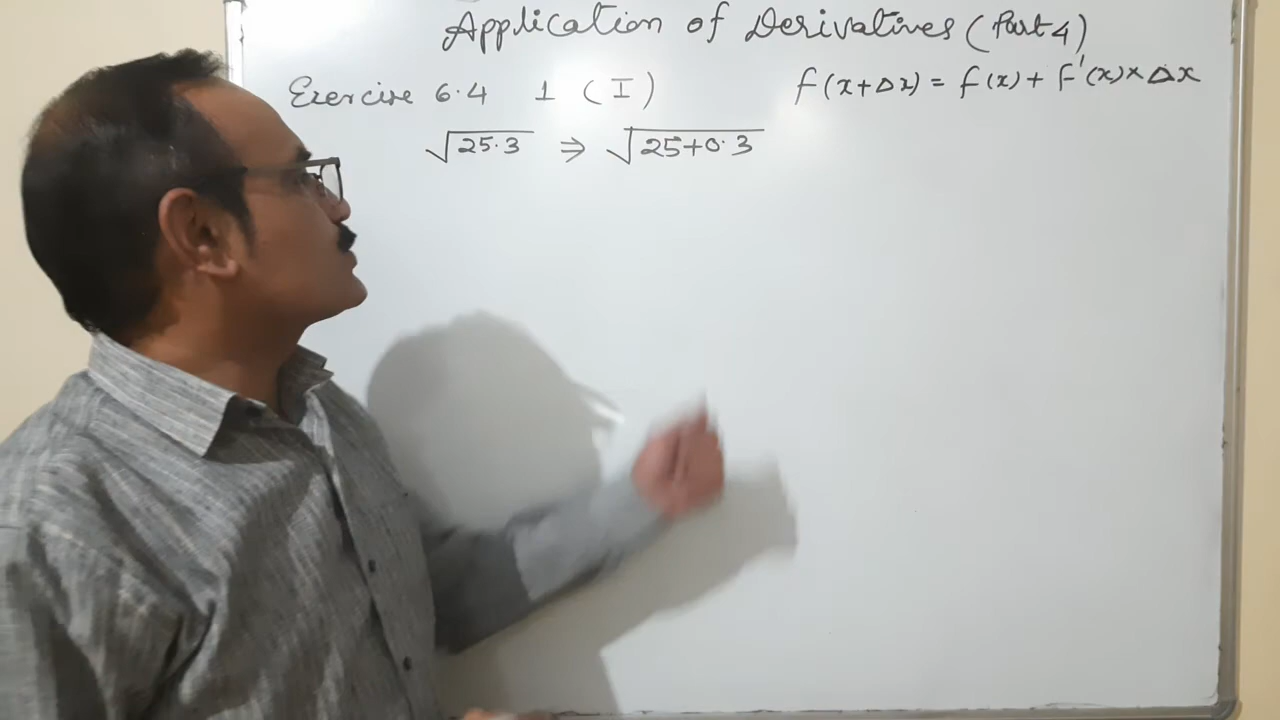 Application of Derivatives (Part 4)
Exercise 6.4 1 (I) f(x+Δx) = f(x) + F'(x)×Δx
√25.3 ⇒ √25+0.3